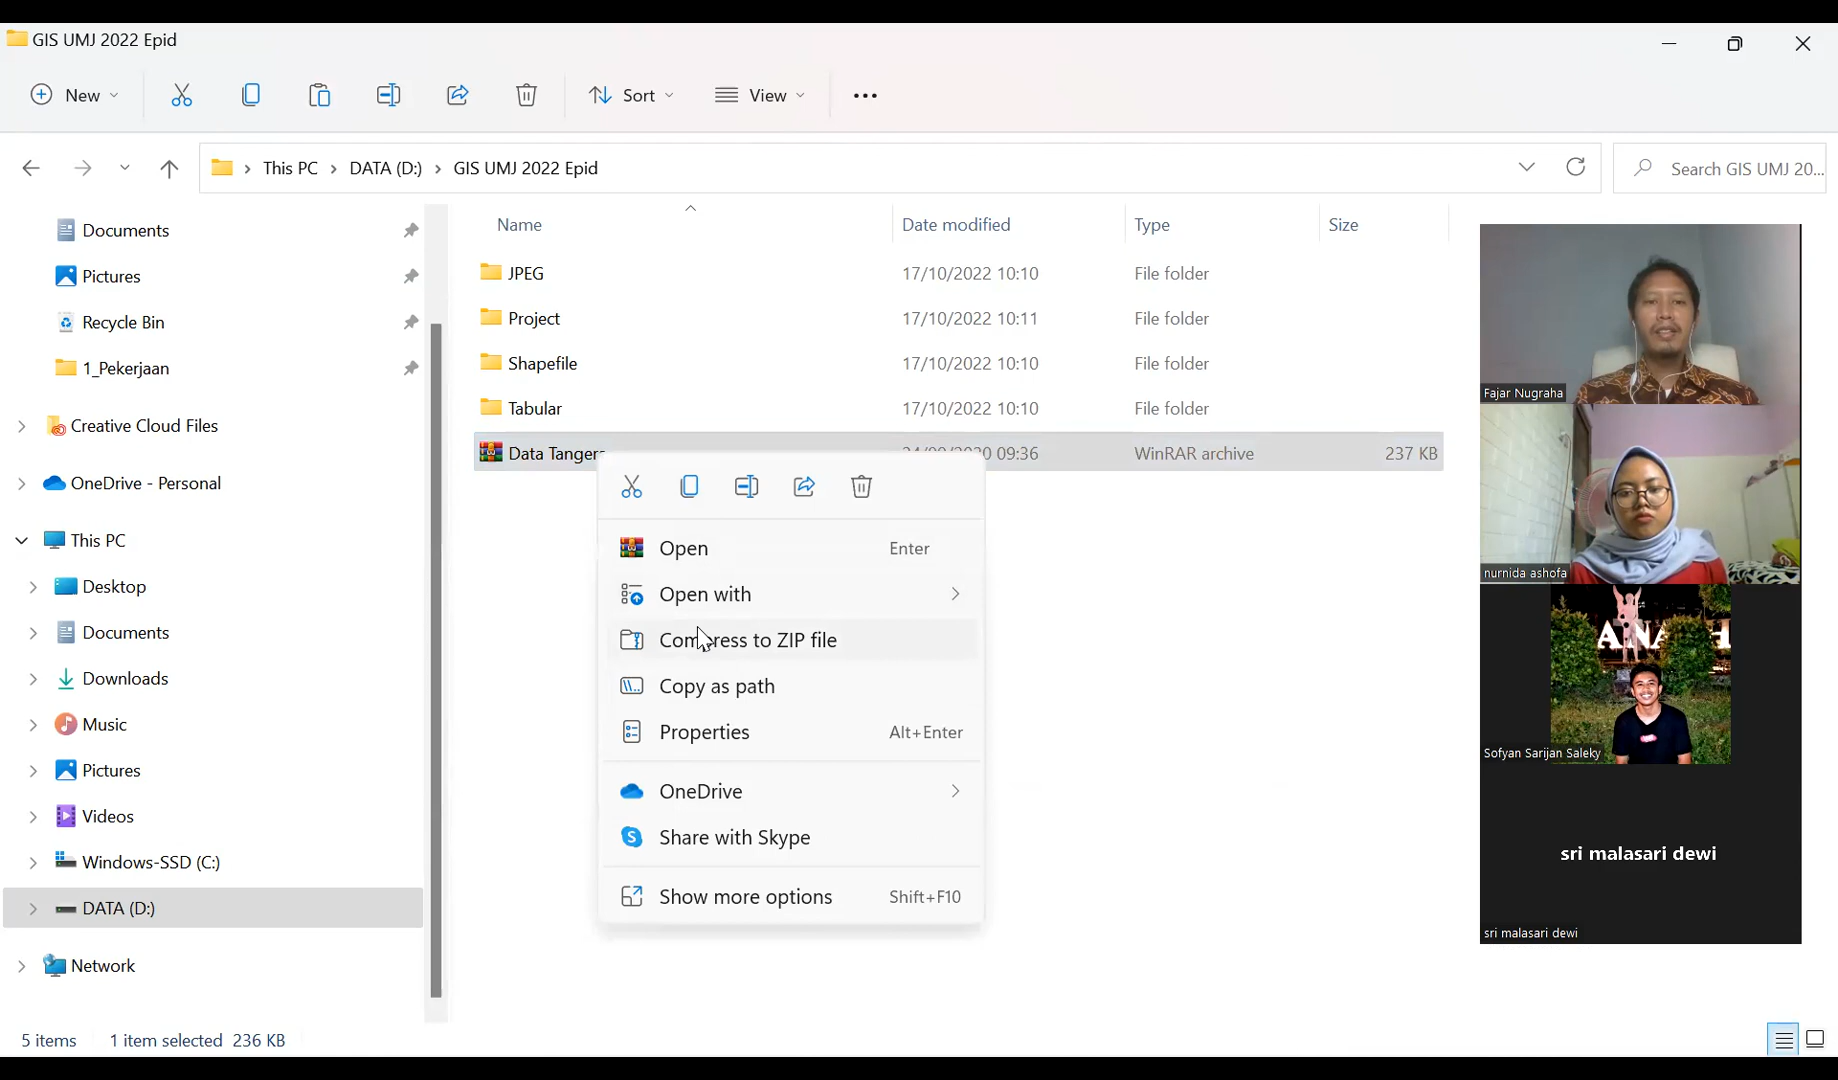 GIS UMJ 2022 Epid
New
Sort
View
This PC > DATA (D:) > GIS UMJ 2022 Epid
Search GIS UMJ 20...
Documents
Pictures
Recycle Bin
1_Pekerjaan
Creative Cloud Files
OneDrive - Personal
This PC
Desktop
Documents
Downloads
Music
Pictures
Videos
Windows-SSD (C:)
DATA (D:)
Network
Name Date modified Type Size
JPEG 17/10/2022 10:10 File folder
Project 17/10/2022 10:11 File folder
Shapefile 17/10/2022 10:10 File folder
Tabular 17/10/2022 10:10 File folder
Data Tanger 09:36 WinRAR archive 237 KB
Open Enter
Open with
Compress to ZIP file
Copy as path
Properties Alt+Enter
OneDrive
Share with Skype
Show more options Shift+F10
Fajar Nugraha
nurnida ashofa
Sofyan Sarijan Saleky
sri malasari dewi
sri malasari dewi
5 items 1 item selected 236 KB